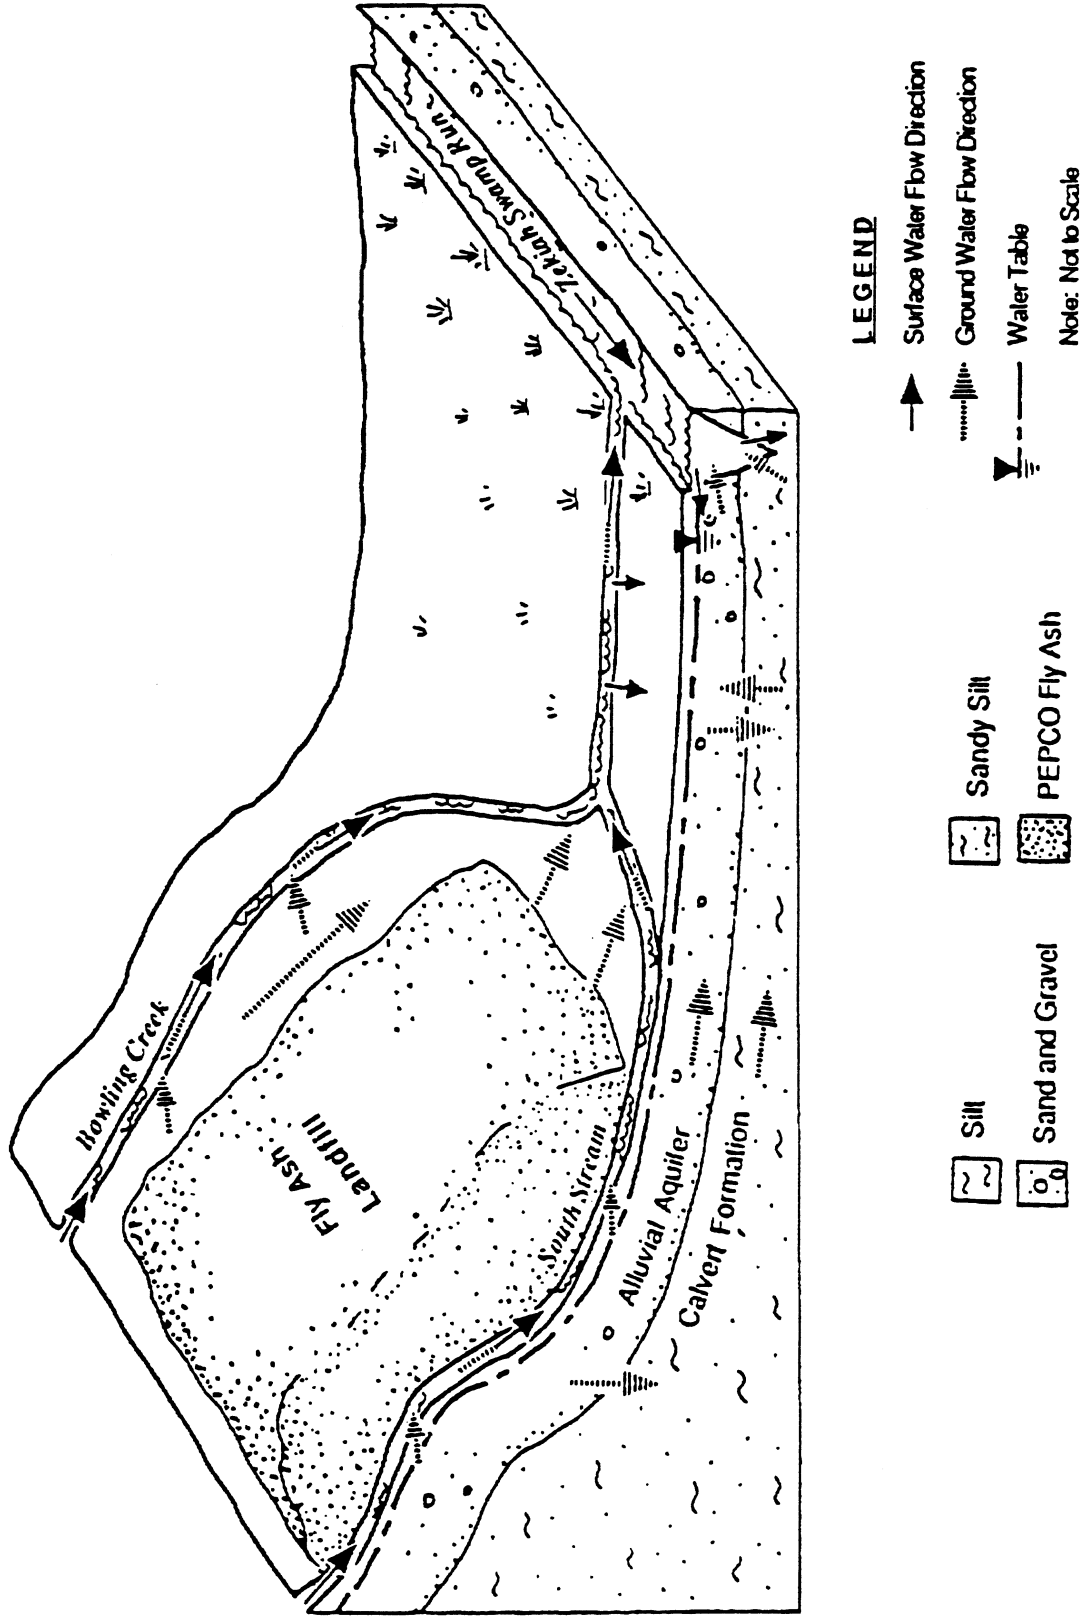 Bowling Creek
Fly Ash
Landfill
South Stream
Zekiah Swamp Run
Alluvial Aquifer
Calvert Formation
LEGEND
Surface Water Flow Direction
Ground Water Flow Direction
Water Table
Note: Not to Scale
Silt
Sandy Silt
Sand and Gravel
PEPCO Fly Ash